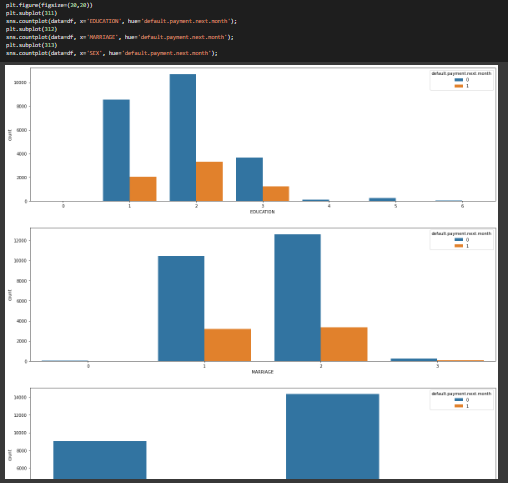 plt.figure(figsize=(20,20))
plt.subplot(311)
sns.countplot(data=df, x='EDUCATION', hue='default.payment.next.month');
plt.subplot(312)
sns.countplot(data=df, x='MARRIAGE', hue='default.payment.next.month');
plt.subplot(313)
sns.countplot(data=df, x='SEX', hue='default.payment.next.month');
default.payment.next.month
0
1
10000
8000
6000
4000
2000
0
count
0 1 2 3 4 5 6
EDUCATION
default.payment.next.month
0
1
12000
10000
8000
6000
4000
2000
0
count
0 1 2 3
MARRIAGE
default.payment.next.month
0
1
14000
12000
10000
8000
6000
count